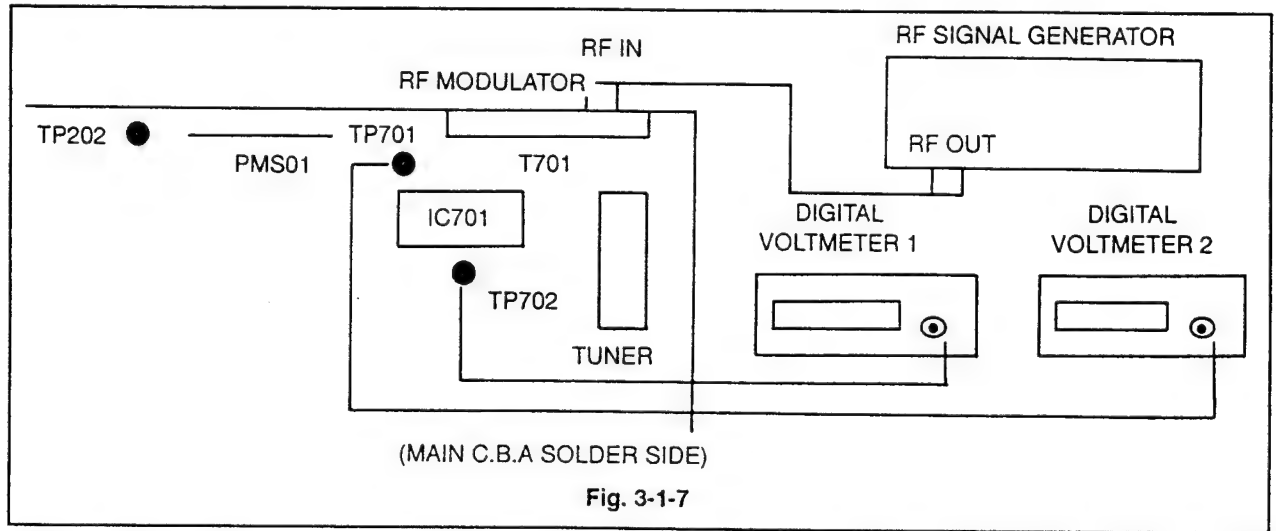 RF IN
RF SIGNAL GENERATOR
RF MODULATOR
TP202
TP701
PMS01
T701
RF OUT
IC701
DIGITAL
VOLTMETER 1
DIGITAL
VOLTMETER 2
TP702
TUNER
(MAIN C.B.A SOLDER SIDE)
Fig. 3-1-7